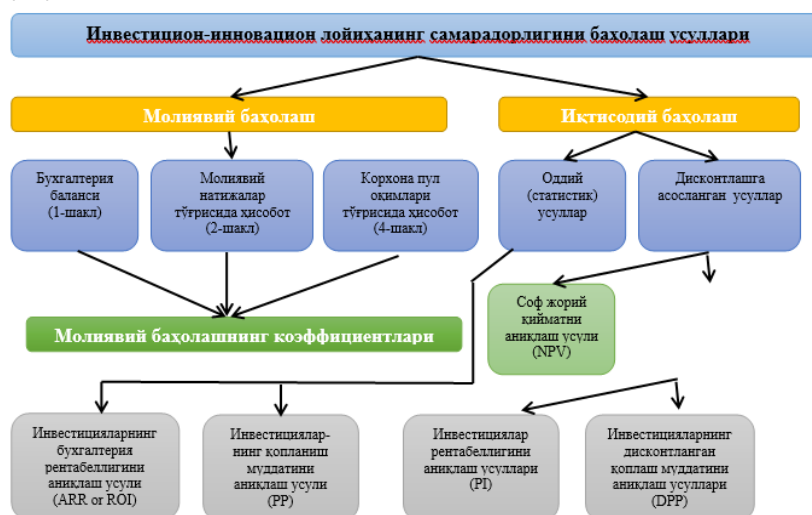 Инвестицион-инновацион лойиҳанинг самарадорлигини баҳолаш усуллари
Молиявий баҳолаш
Иқтисодий баҳолаш
Бухгалтерия
баланси
(1-шакл)
Молиявий
натижалар
тўғрисида ҳисобот
(2-шакл)
Корхона пул
оқимлари
тўғрисида ҳисобот
(4-шакл)
Оддий
(статистик)
усуллар
Дисконтлашга
асосланган усуллар
Соф жорий
қийматни
аниқлаш усули
(NPV)
Молиявий баҳолашнинг коэффициентлари
Инвестицияларнинг
бухгалтерия
рентабеллигини
аниқлаш усули
(ARR or ROI)
Инвестициялар-
нинг қопланиш
муддатини
аниқлаш усули
(PP)
Инвестициялар
рентабеллигини
аниқлаш усуллари
(PI)
Инвестицияларнинг
дисконтланган
қоплаш муддатини
аниқлаш усуллари
(DPP)